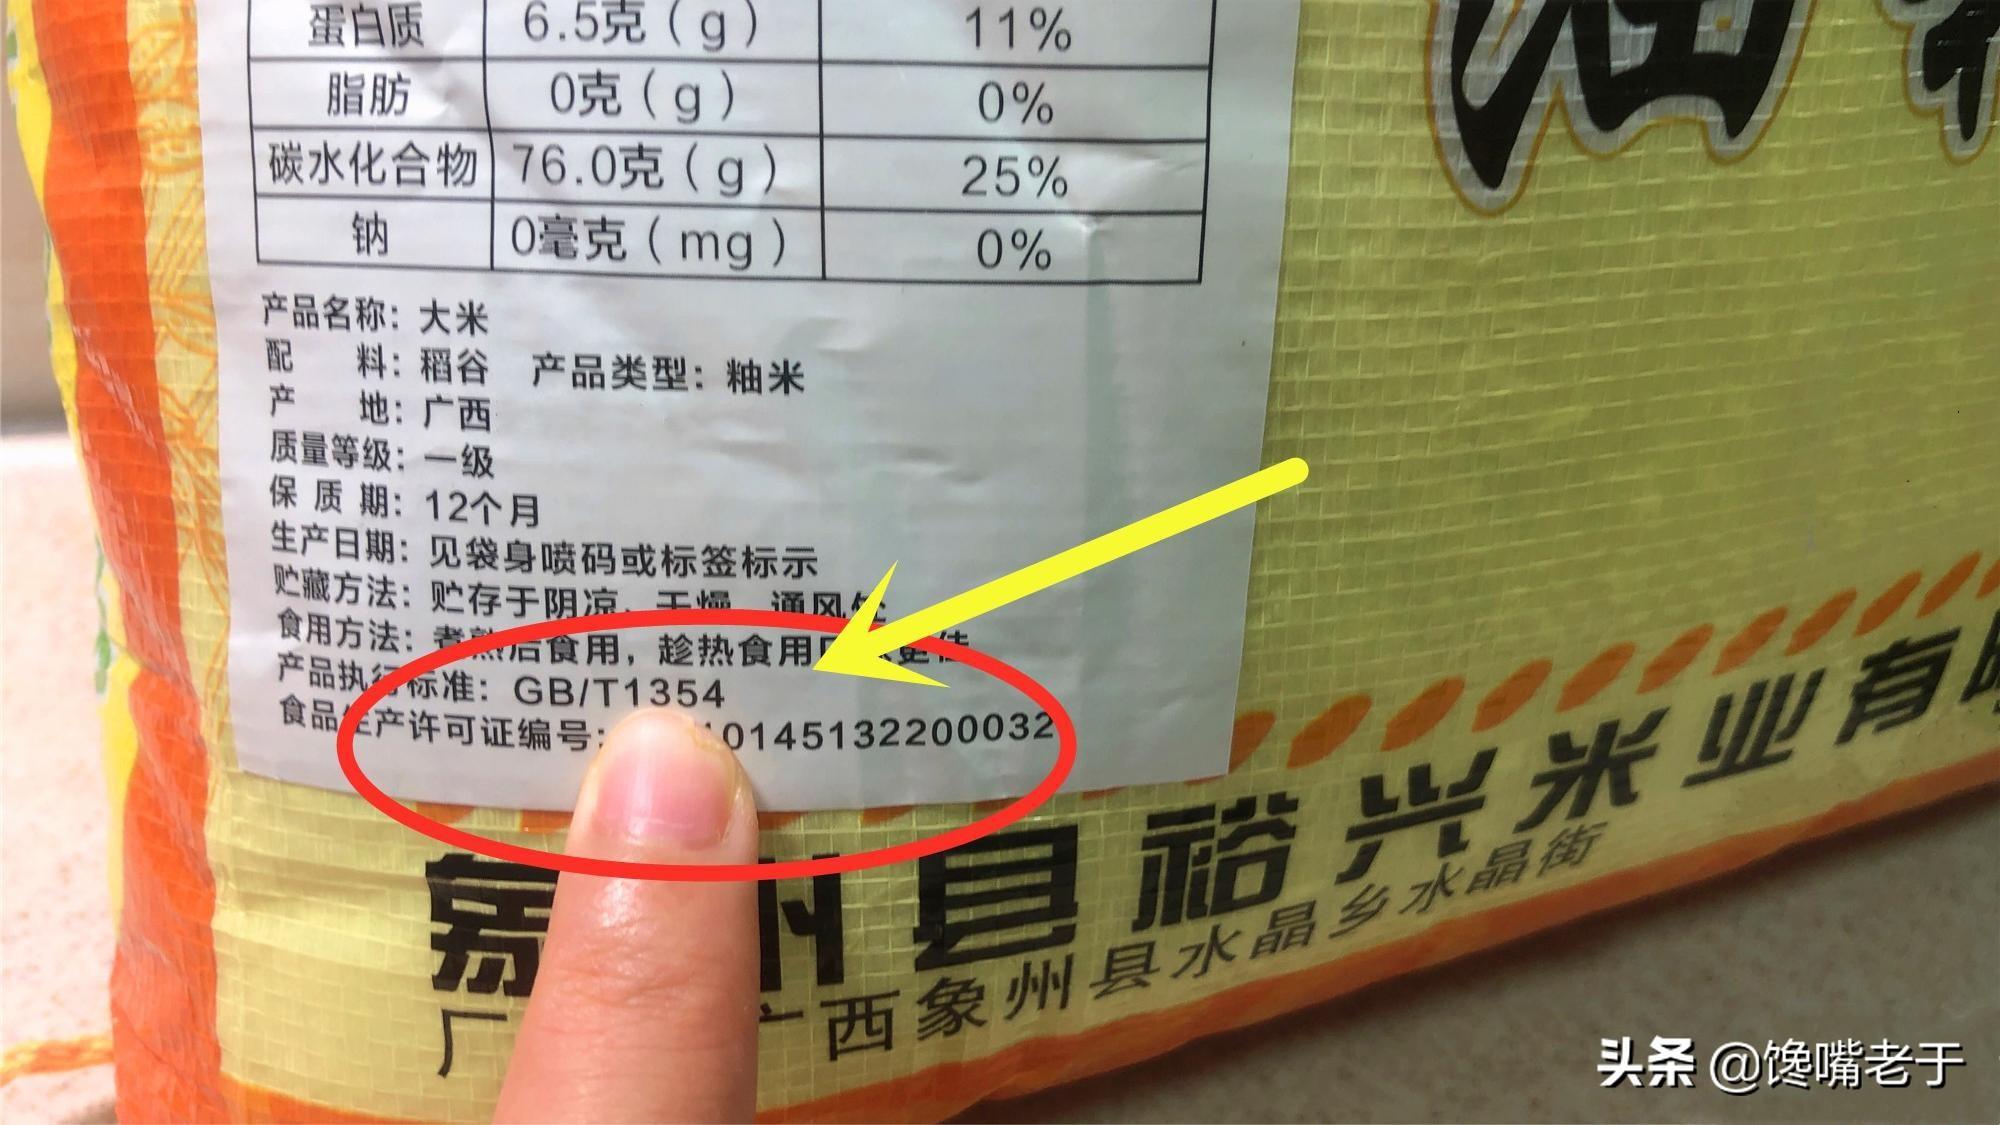 蛋白质 6.5克（g） 11%
脂肪 0克（g） 0%
碳水化合物 76.0克（g） 25%
钠 0毫克（mg） 0%
产品名称：大米
配 料：稻谷 产品类型：籼米
产 地：广西
质量等级：一级
保 质 期：12个月
生产日期：见袋身喷码或标签标示
贮藏方法：贮存于阴凉、干燥、通风处
食用方法：煮熟后食用，趁热食用口 更佳
产品执行标准：GB/T1354
食品生产许可证编号： 10145132200032
象州县裕兴米业有
厂 广西象州县水晶乡水晶街
头条 @馋嘴老于